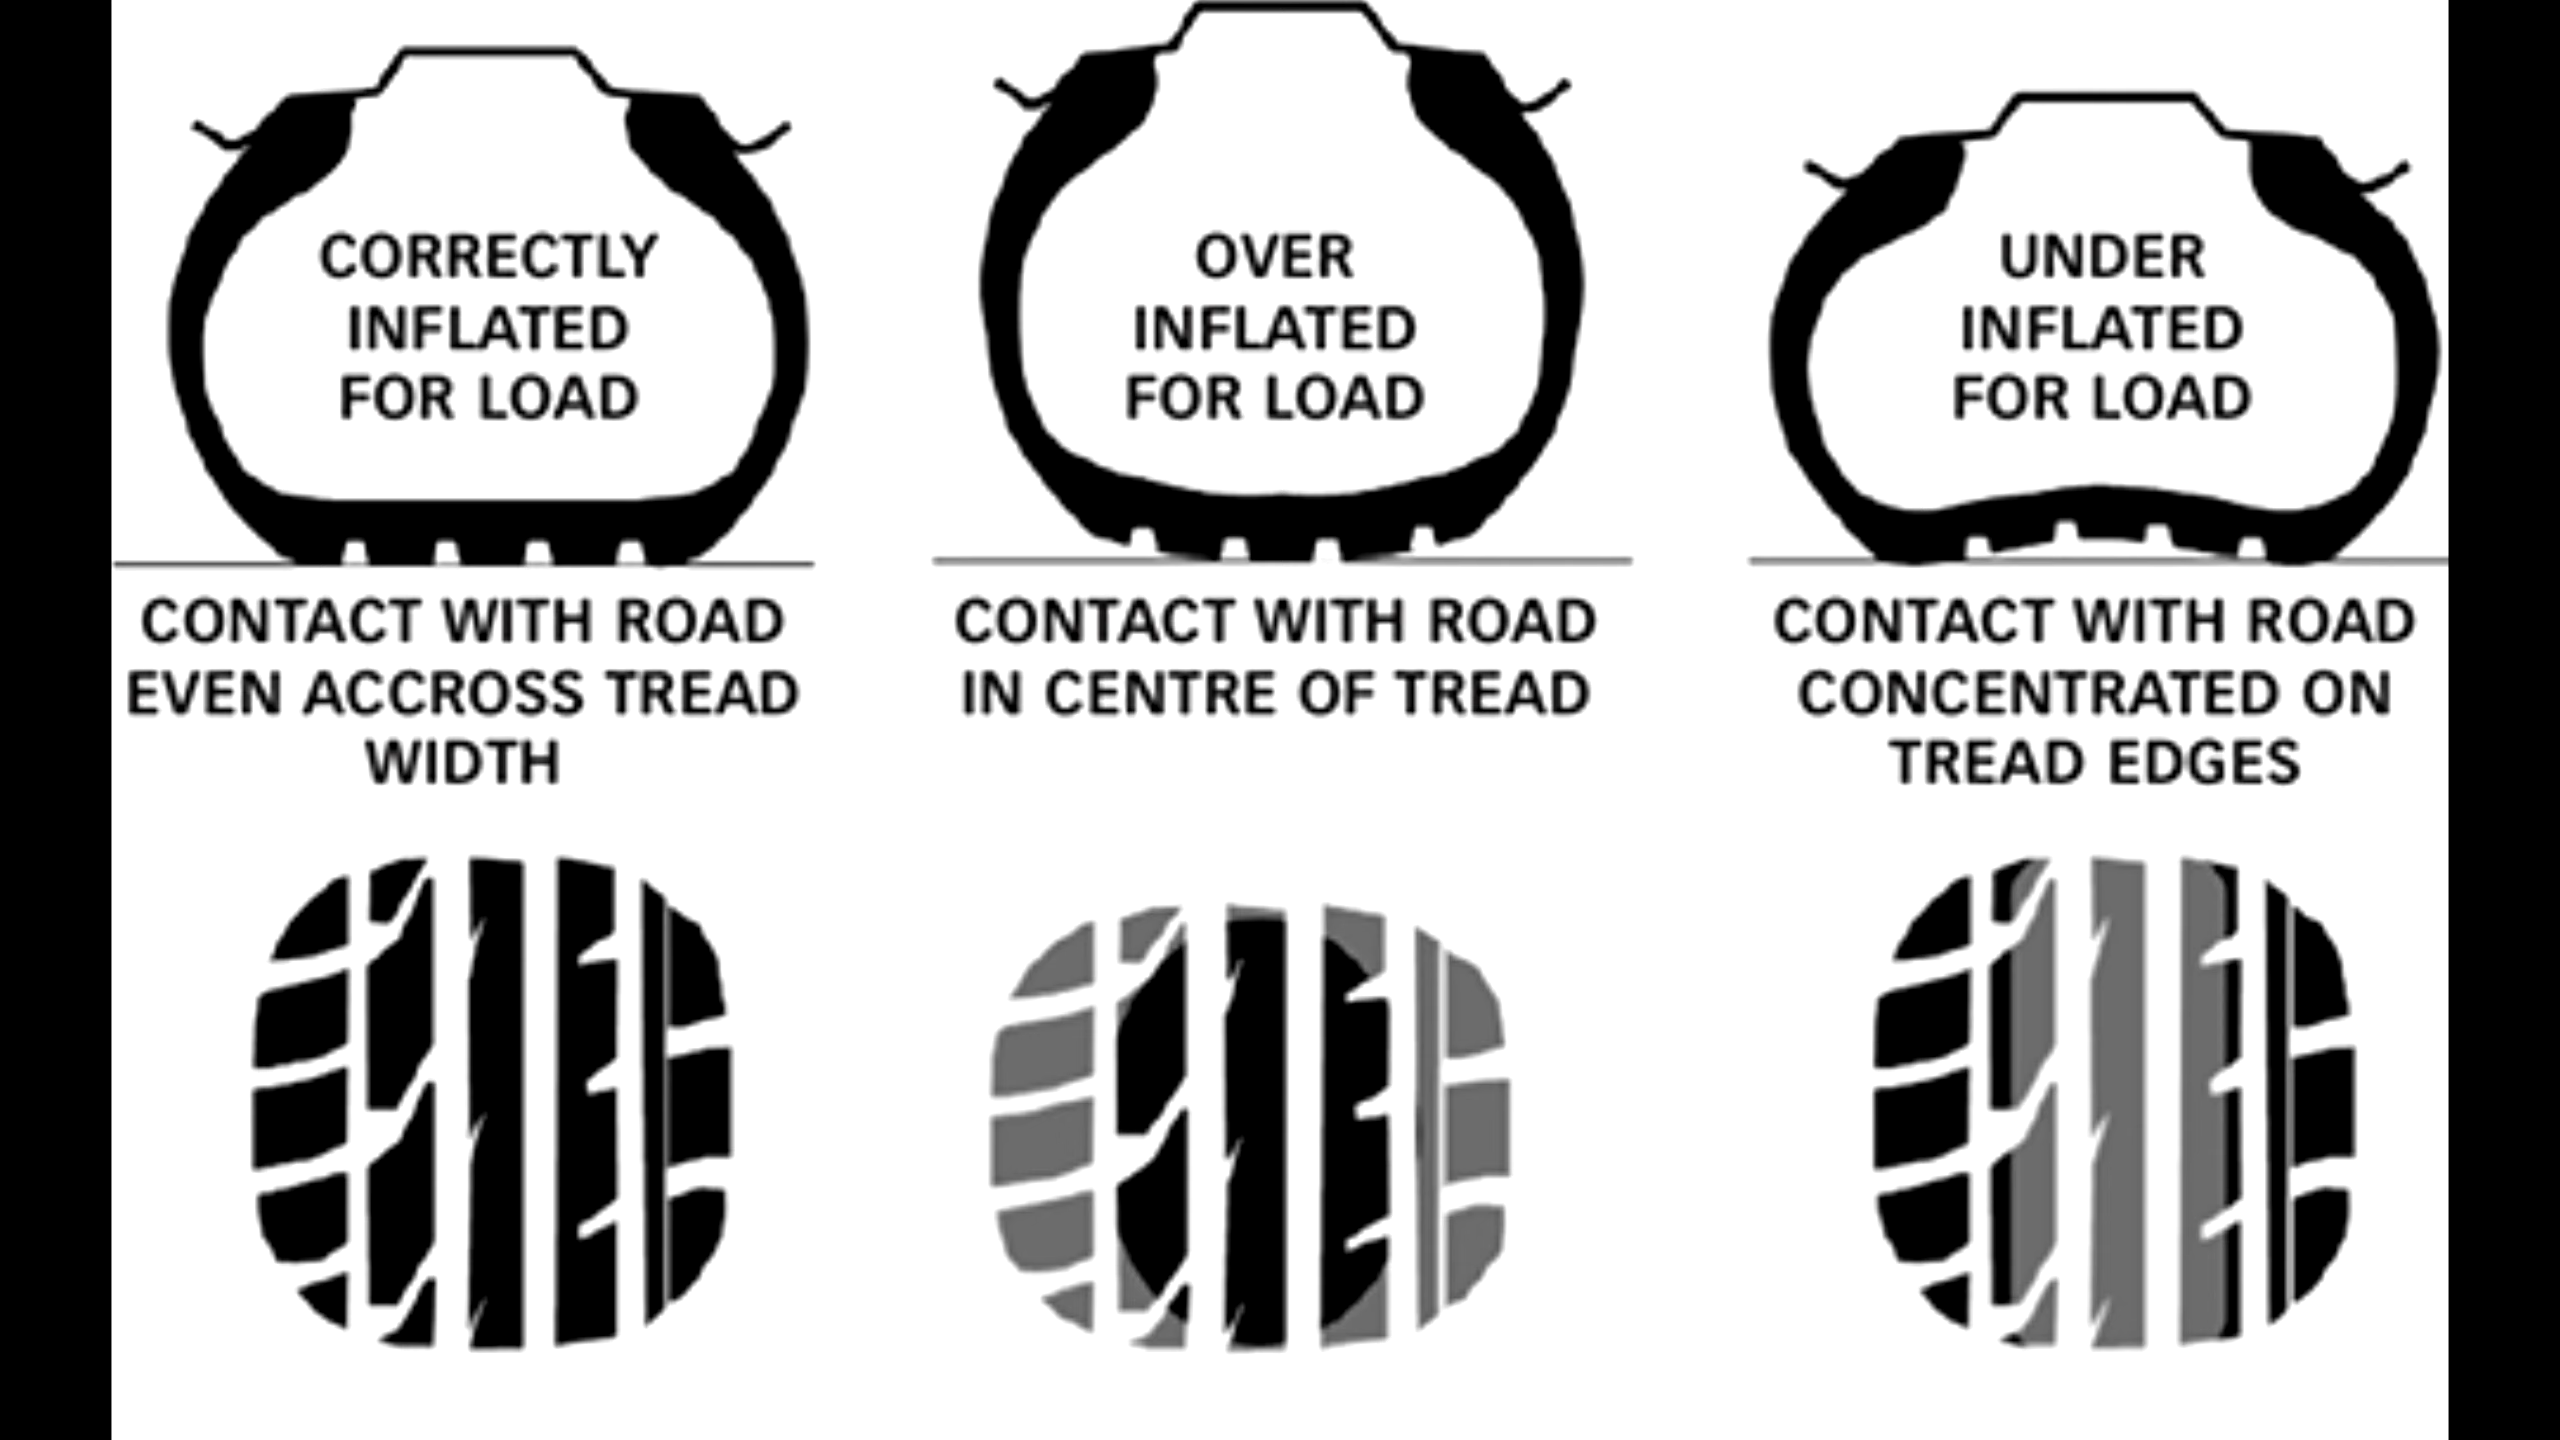 CORRECTLY
INFLATED
FOR LOAD
OVER
INFLATED
FOR LOAD
UNDER
INFLATED
FOR LOAD
CONTACT WITH ROAD
EVEN ACCROSS TREAD
WIDTH
CONTACT WITH ROAD
IN CENTRE OF TREAD
CONTACT WITH ROAD
CONCENTRATED ON
TREAD EDGES